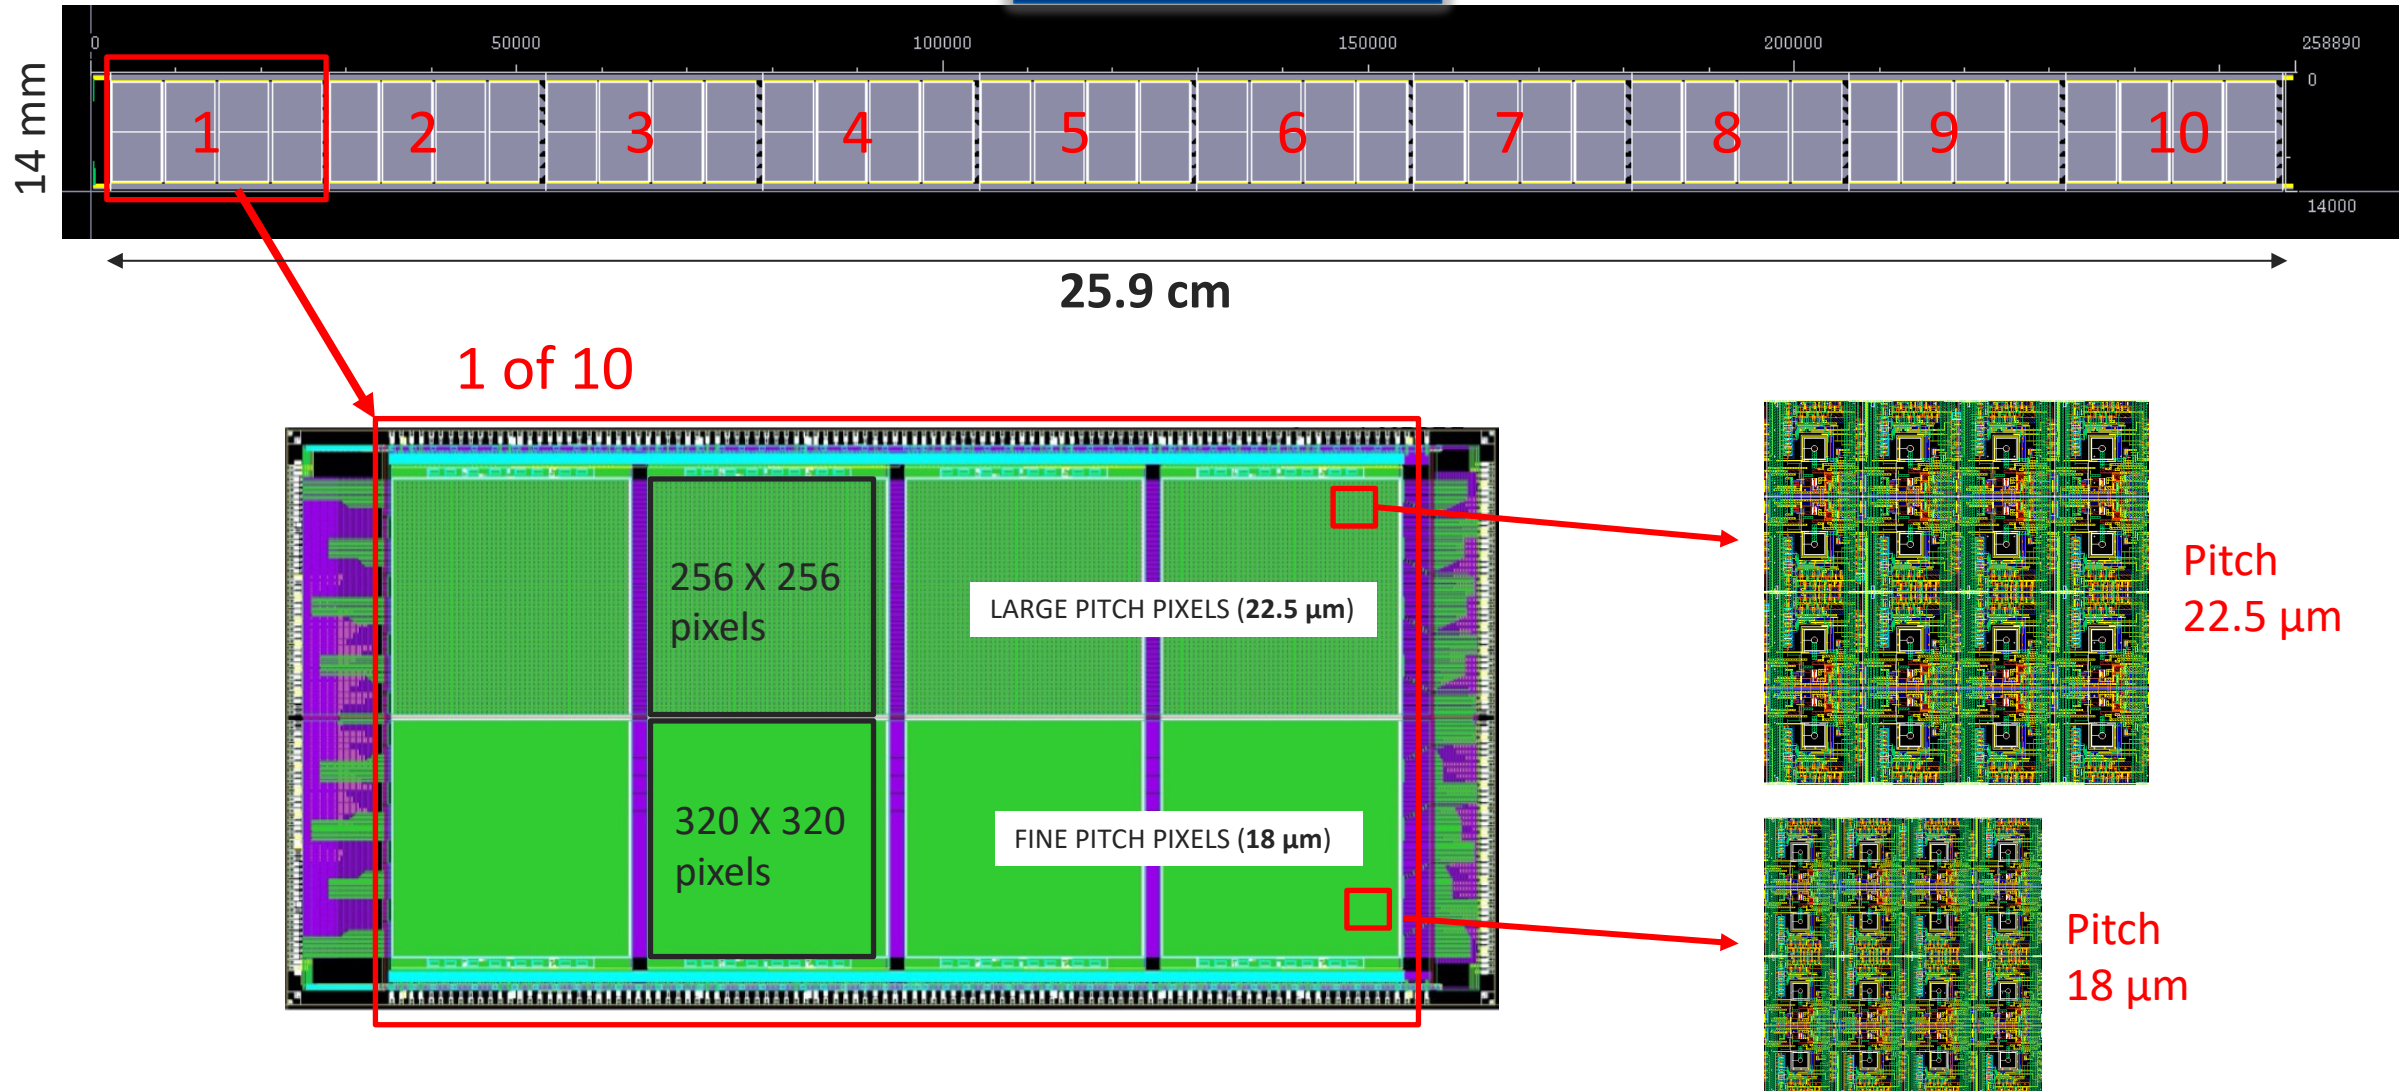 0 50000 100000 150000 200000 258890
0
14 mm
1 2 3 4 5 6 7 8 9 10
14000
25.9 cm
1 of 10
256 X 256
pixels
LARGE PITCH PIXELS (22.5 µm)
Pitch
22.5 µm
320 X 320
pixels
FINE PITCH PIXELS (18 µm)
Pitch
18 µm